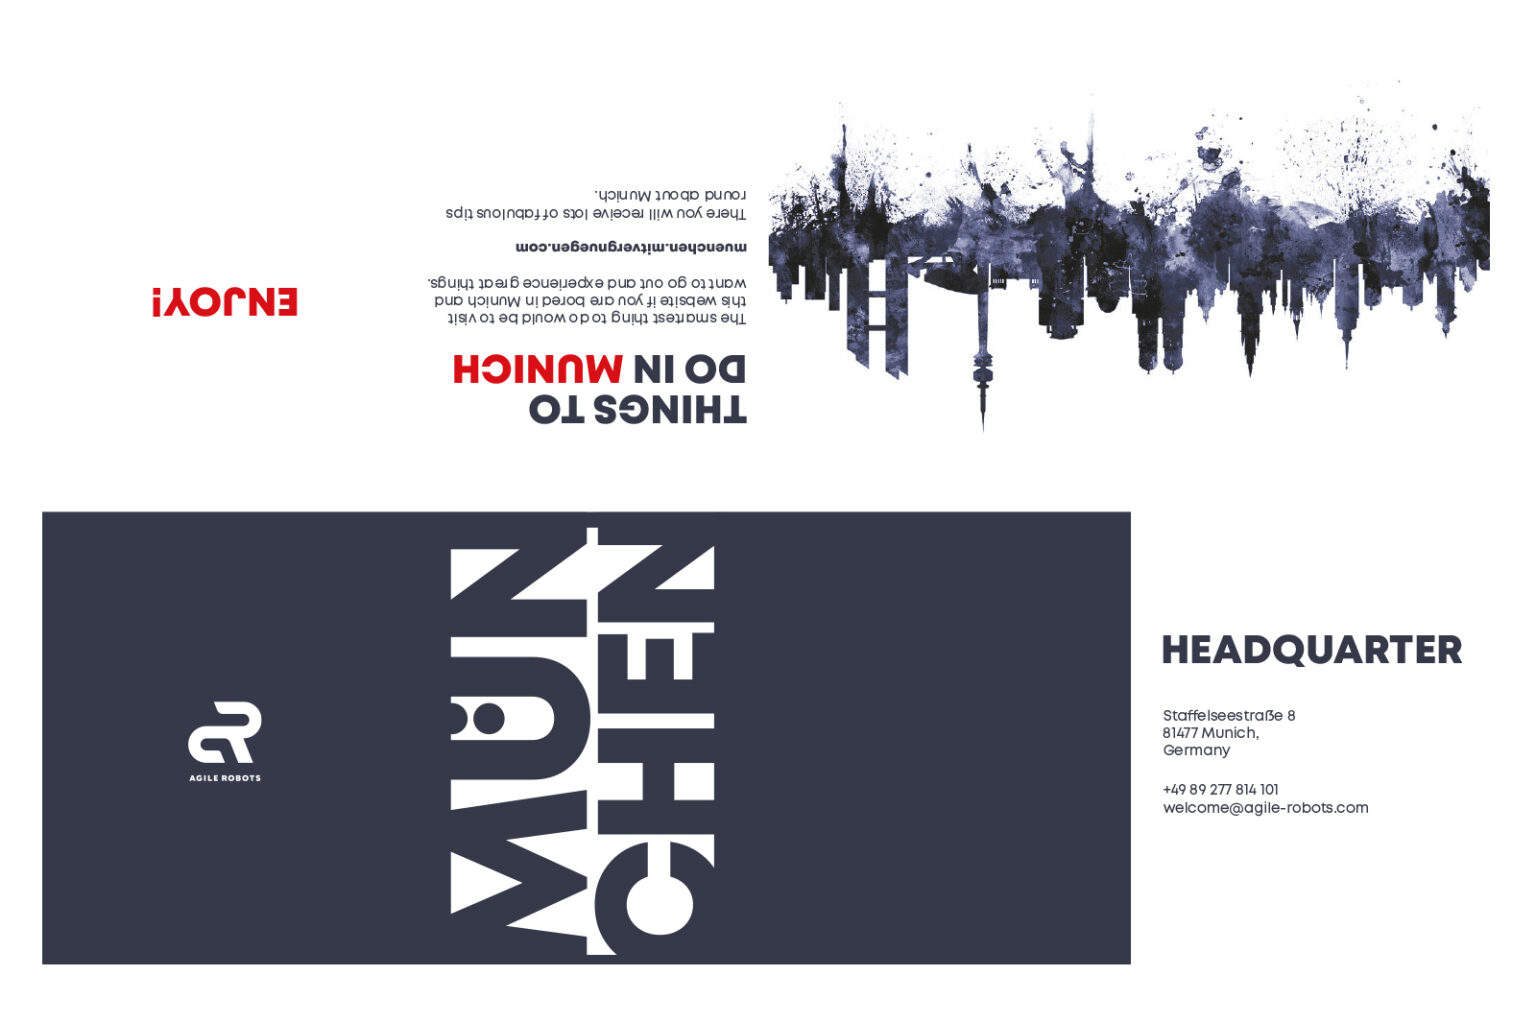 THINGS TO
DO IN MUNICH
The smartest thing to do would be to visit
this website if you are bored in Munich and
want to go out and experience great things.
muenchen.mitvergnuegen.com
There you will receive lots of fabulous tips
round about Munich.
ENJOY!
AGILE ROBOTS
MÜN
CHEN
HEADQUARTER
Staffelseestraße 8
81477 Munich,
Germany
+49 89 277 814 101
welcome@agile-robots.com